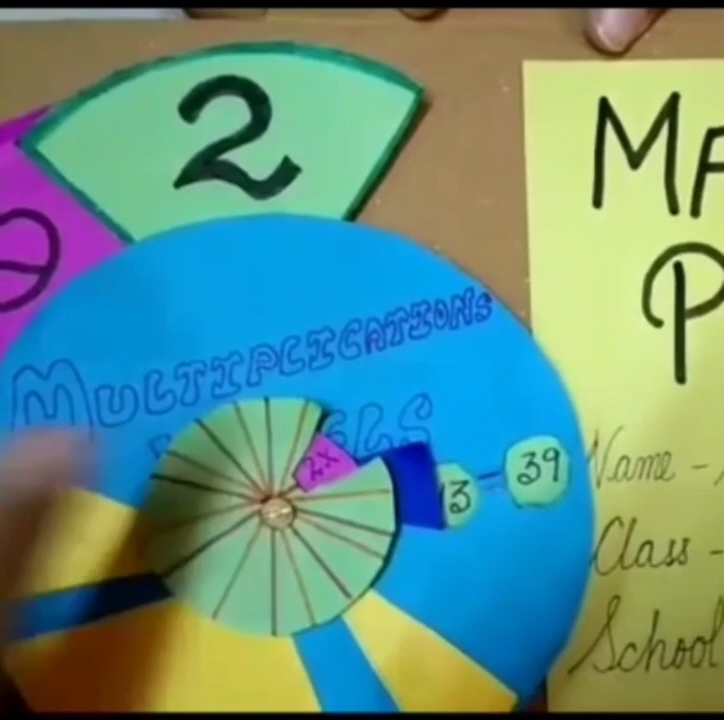 2
MULTIPLICATIONS
2x
13 = 39
MA
P
Name -
Class -
School